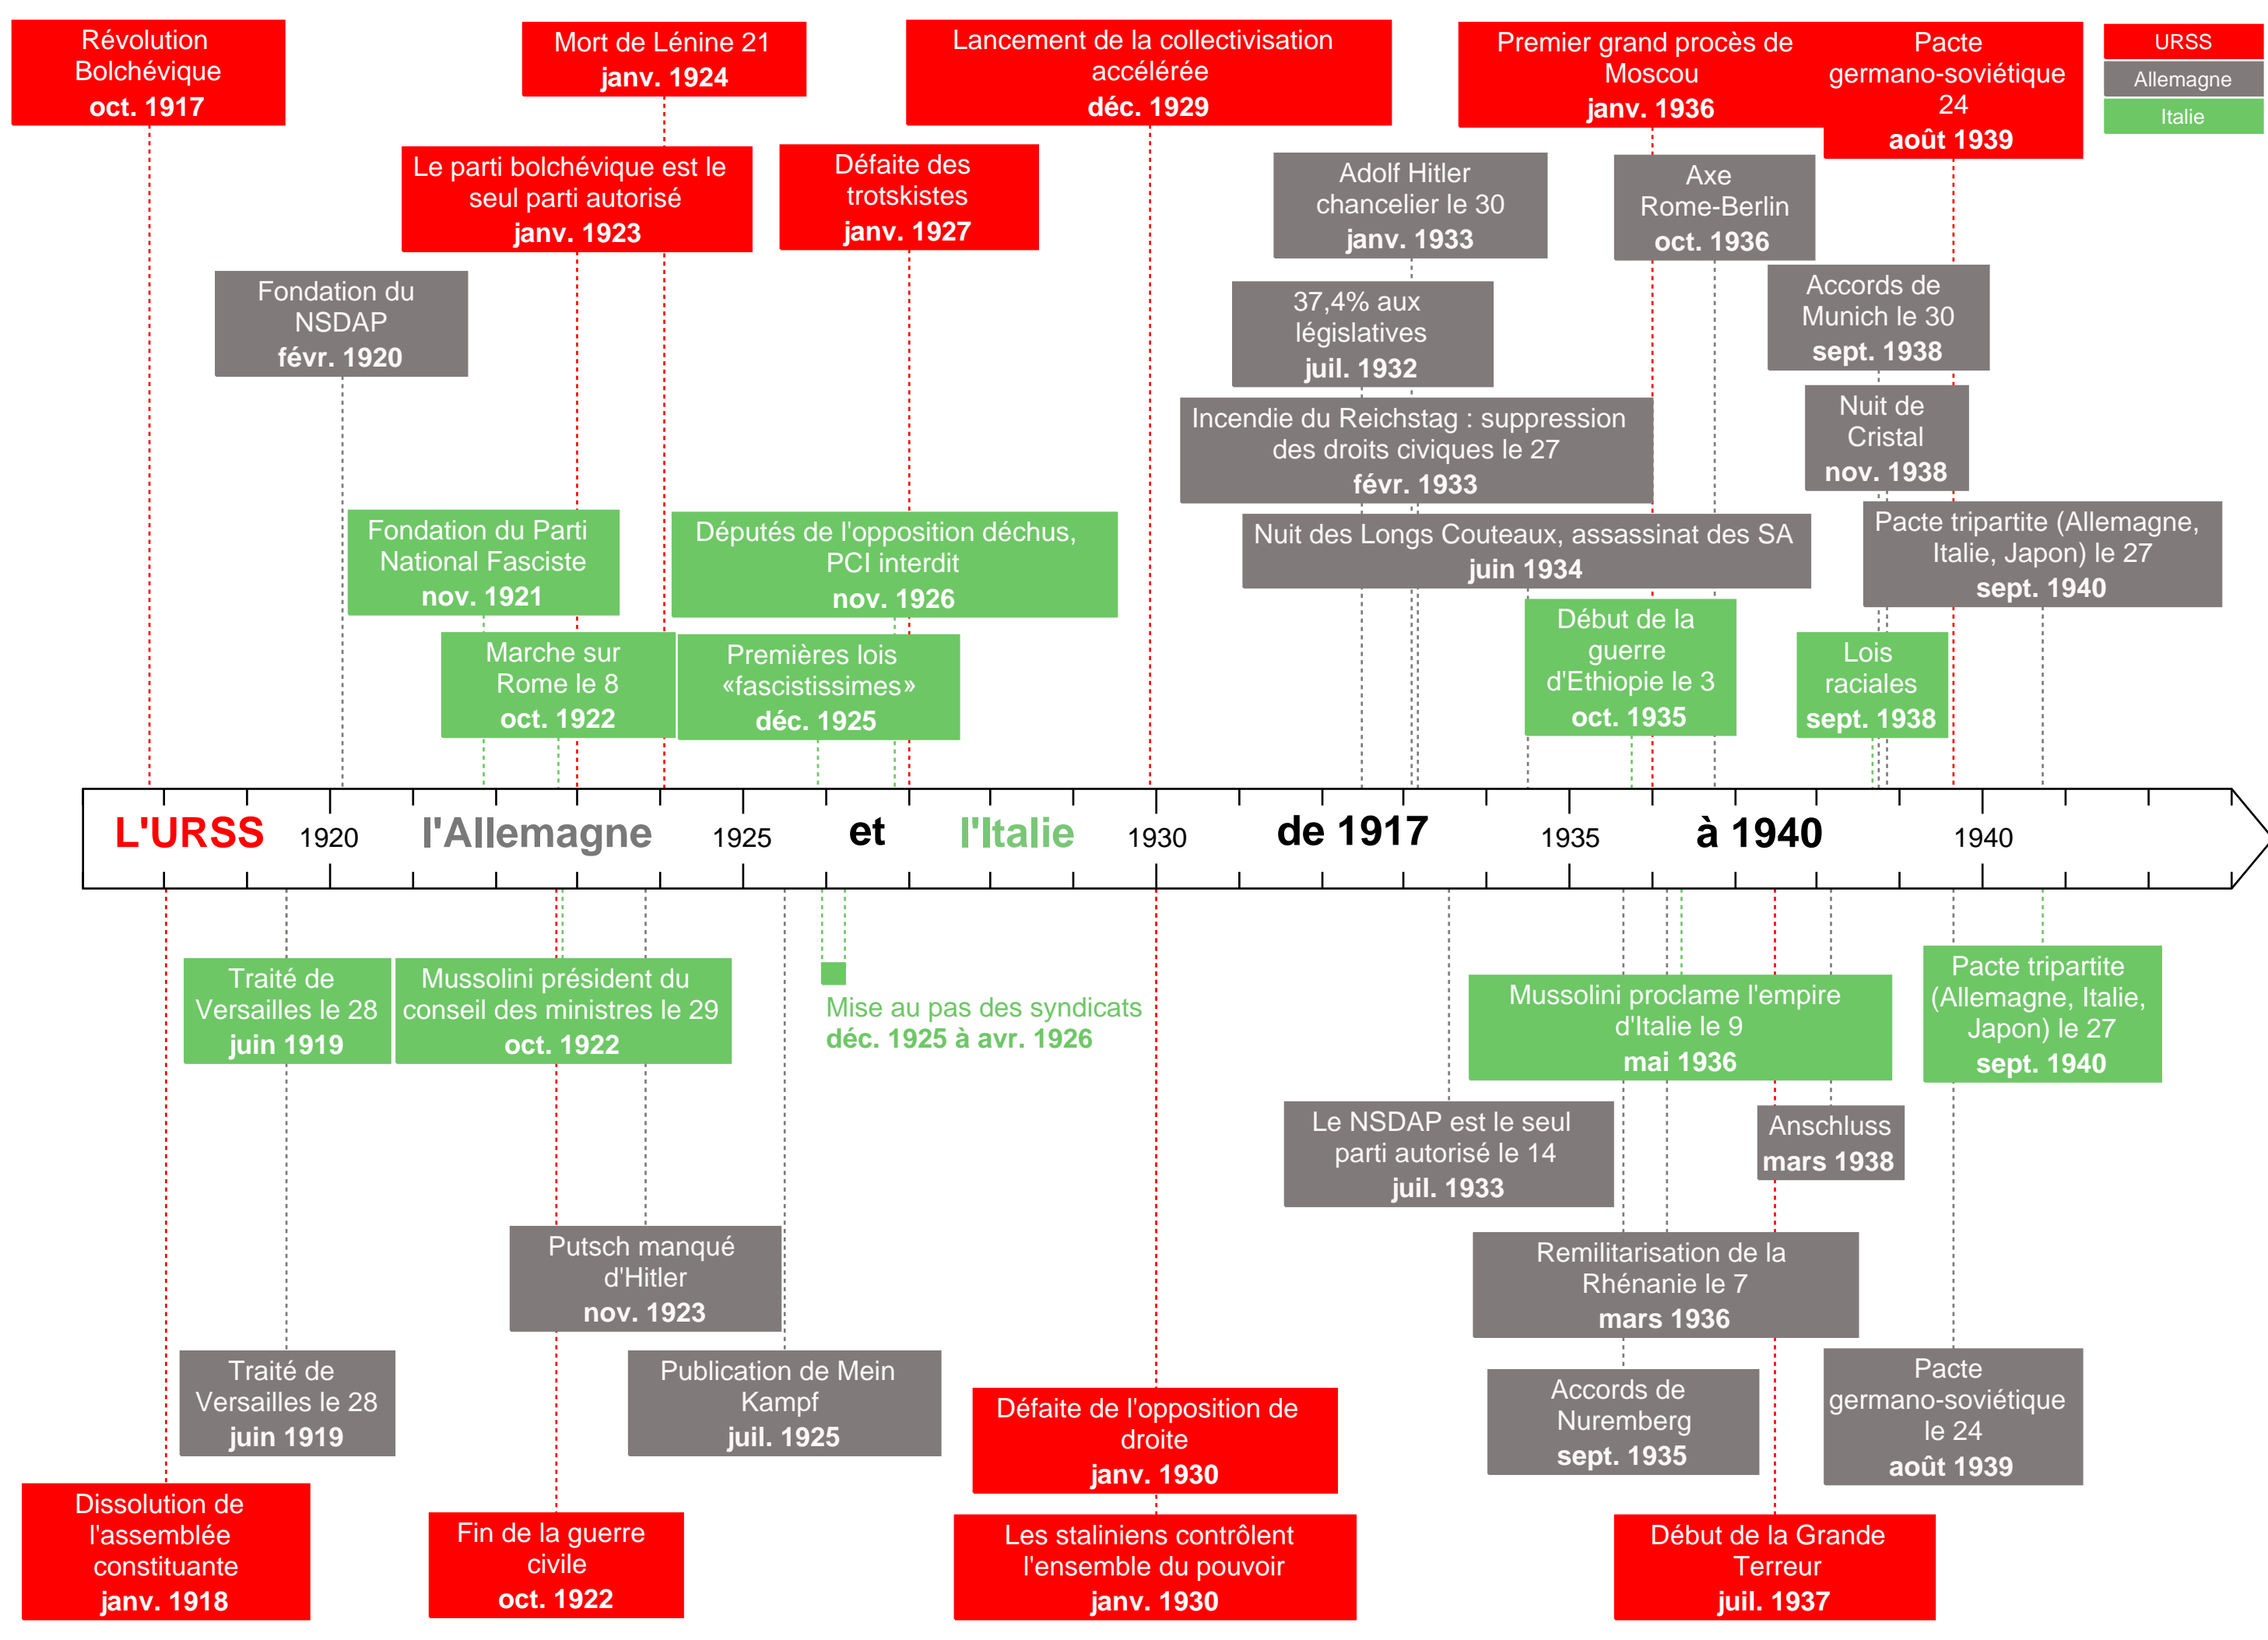 Révolution
Bolchévique
oct. 1917
Mort de Lénine 21
janv. 1924
Lancement de la collectivisation
accélérée
déc. 1929
Premier grand procès de
Moscou
janv. 1936
Pacte
germano-soviétique
24
août 1939
URSS
Allemagne
Italie
Le parti bolchévique est le
seul parti autorisé
janv. 1923
Défaite des
trotskistes
janv. 1927
Adolf Hitler
chancelier le 30
janv. 1933
Axe
Rome-Berlin
oct. 1936
Fondation du
NSDAP
févr. 1920
37,4% aux
législatives
juil. 1932
Accords de
Munich le 30
sept. 1938
Incendie du Reichstag : suppression
des droits civiques le 27
févr. 1933
Nuit de
Cristal
nov. 1938
Fondation du Parti
National Fasciste
nov. 1921
Députés de l'opposition déchus,
PCI interdit
nov. 1926
Nuit des Longs Couteaux, assassinat des SA
juin 1934
Pacte tripartite (Allemagne,
Italie, Japon) le 27
sept. 1940
Marche sur
Rome le 8
oct. 1922
Premières lois
«fascistissimes»
déc. 1925
Début de la
guerre
d'Ethiopie le 3
oct. 1935
Lois
raciales
sept. 1938
L'URSS 1920 l'Allemagne 1925 et l'Italie 1930 de 1917 1935 à 1940 1940
Traité de
Versailles le 28
juin 1919
Mussolini président du
conseil des ministres le 29
oct. 1922
Mise au pas des syndicats
déc. 1925 à avr. 1926
Mussolini proclame l'empire
d'Italie le 9
mai 1936
Pacte tripartite
(Allemagne, Italie,
Japon) le 27
sept. 1940
Le NSDAP est le seul
parti autorisé le 14
juil. 1933
Anschluss
mars 1938
Putsch manqué
d'Hitler
nov. 1923
Remilitarisation de la
Rhénanie le 7
mars 1936
Traité de
Versailles le 28
juin 1919
Publication de Mein
Kampf
juil. 1925
Défaite de l'opposition de
droite
janv. 1930
Accords de
Nuremberg
sept. 1935
Pacte
germano-soviétique
le 24
août 1939
Dissolution de
l'assemblée
constituante
janv. 1918
Fin de la guerre
civile
oct. 1922
Les staliniens contrôlent
l'ensemble du pouvoir
janv. 1930
Début de la Grande
Terreur
juil. 1937